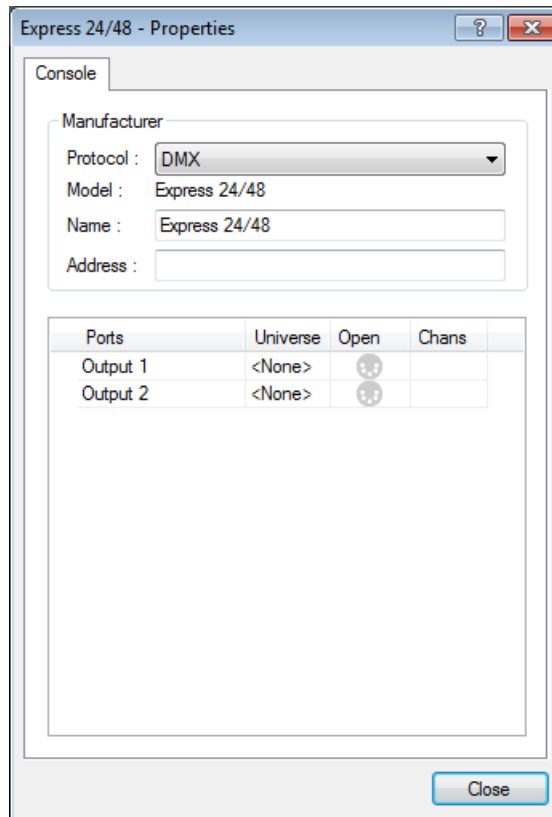 Express 24/48 - Properties
Console
Manufacturer
Protocol : DMX
Model : Express 24/48
Name : Express 24/48
Address :
Ports Universe Open Chans
Output 1 <None>
Output 2 <None>
Close